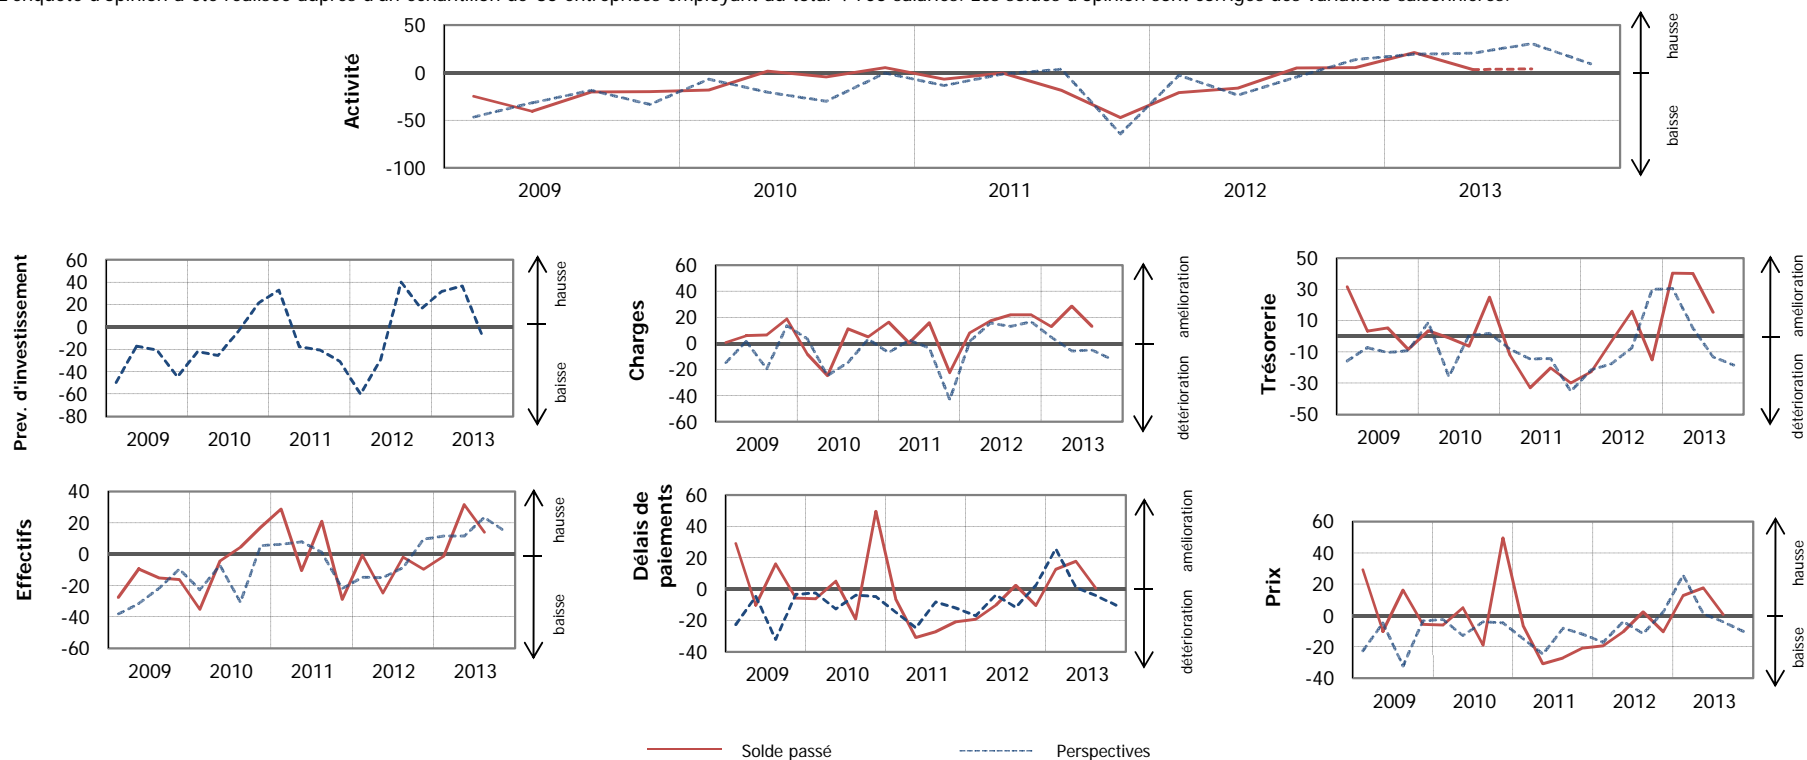 50
0
-50
-100
Activité
hausse
baisse
2009 2010 2011 2012 2013
60
40
20
0
-20
-40
-60
-80
Prev. d'investissement
hausse
baisse
2009 2010 2011 2012 2013
60
40
20
0
-20
-40
-60
Charges
amélioration
détérioration
2009 2010 2011 2012 2013
50
30
10
-10
-30
-50
Trésorerie
amélioration
détérioration
2009 2010 2011 2012 2013
40
20
0
-20
-40
-60
Effectifs
hausse
baisse
2009 2010 2011 2012 2013
60
40
20
0
-20
-40
Délais de
paiements
amélioration
détérioration
2009 2010 2011 2012 2013
60
40
20
0
-20
-40
Prix
hausse
baisse
2009 2010 2011 2012 2013
Solde passé
Perspectives